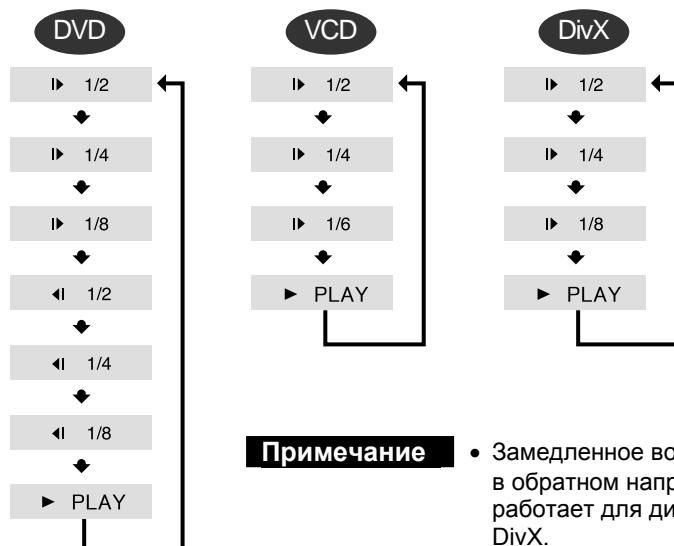 DVD
I▶ 1/2
I▶ 1/4
I▶ 1/8
◀I 1/2
◀I 1/4
◀I 1/8
► PLAY
VCD
I▶ 1/2
I▶ 1/4
I▶ 1/6
► PLAY
DivX
I▶ 1/2
I▶ 1/4
I▶ 1/8
► PLAY
Примечание
• Замедленное во
в обратном напр
работает для ди
DivX.